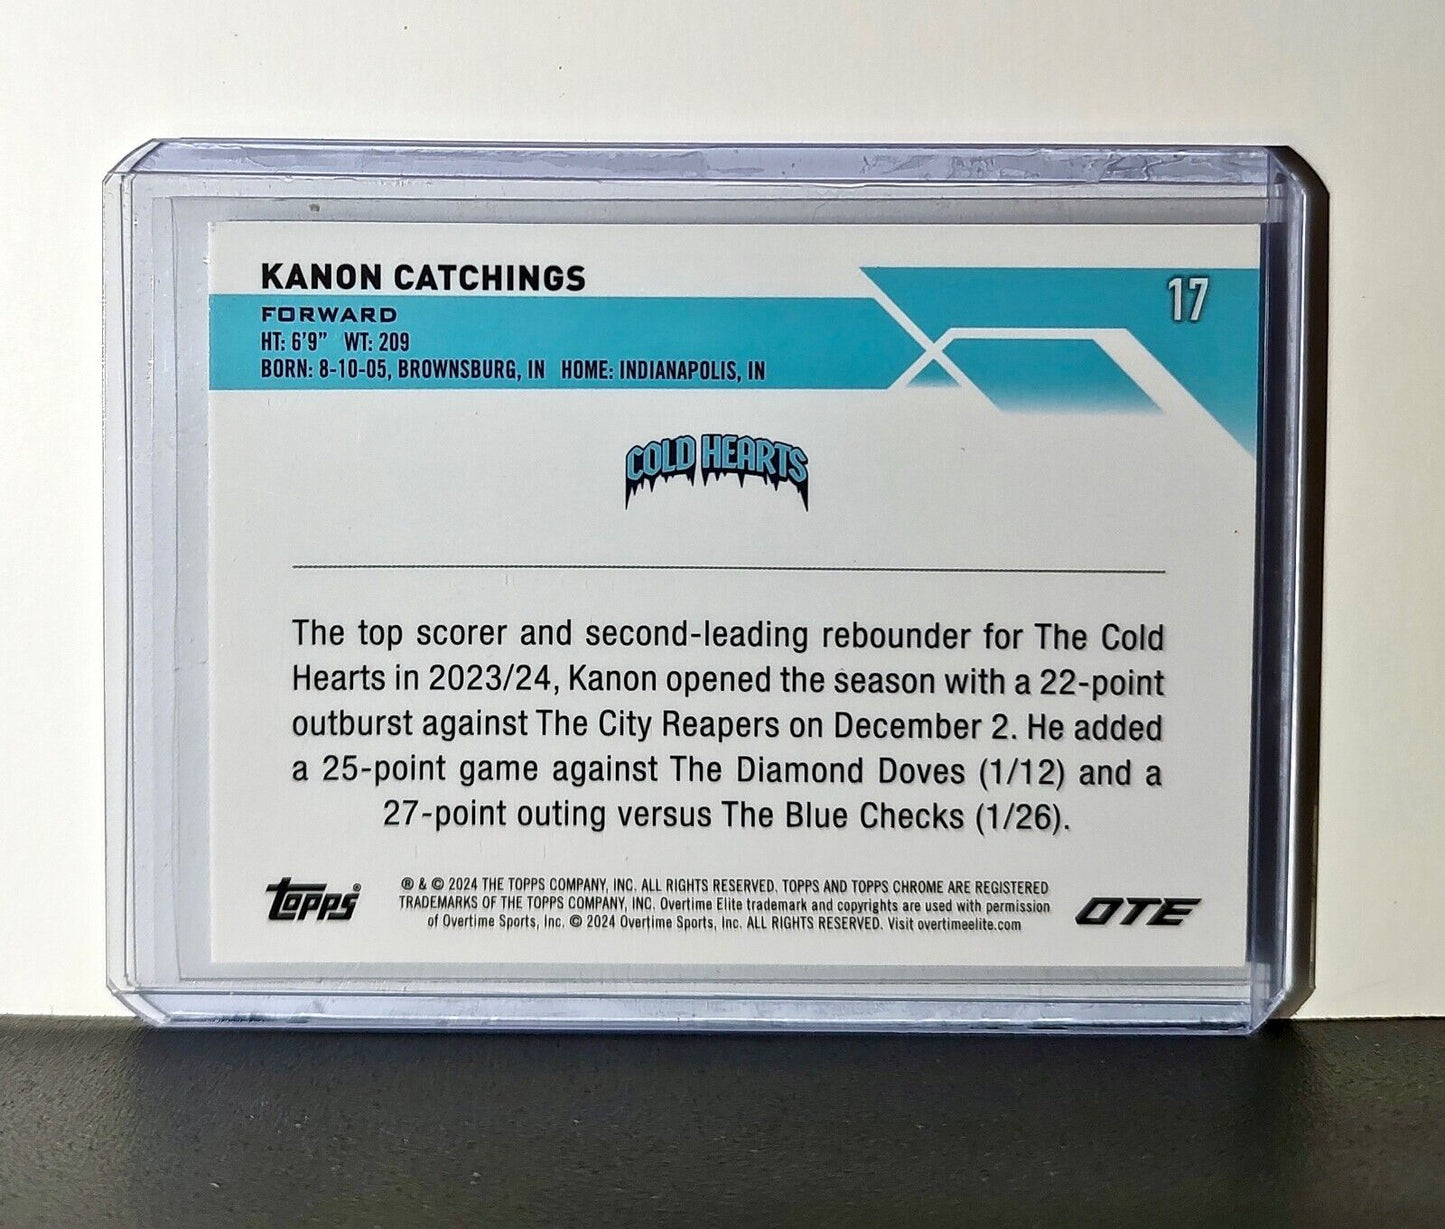 KANON CATCHINGS
17
FORWARD
HT: 6'9" WT: 209
BORN: 8-10-05, BROWNSBURG, IN HOME: INDIANAPOLIS, IN
COLD HEARTS
The top scorer and second-leading rebounder for The Cold
Hearts in 2023/24, Kanon opened the season with a 22-point
outburst against The City Reapers on December 2. He added
a 25-point game against The Diamond Doves (1/12) and a
27-point outing versus The Blue Checks (1/26).
topps®
® & © 2024 THE TOPPS COMPANY, INC. ALL RIGHTS RESERVED. TOPPS AND TOPPS CHROME ARE REGISTERED
TRADEMARKS OF THE TOPPS COMPANY, INC. Overtime Elite trademark and copyrights are used with permission
of Overtime Sports, Inc. © 2024 Overtime Sports, Inc. ALL RIGHTS RESERVED. Visit overtimeelite.com
OTE